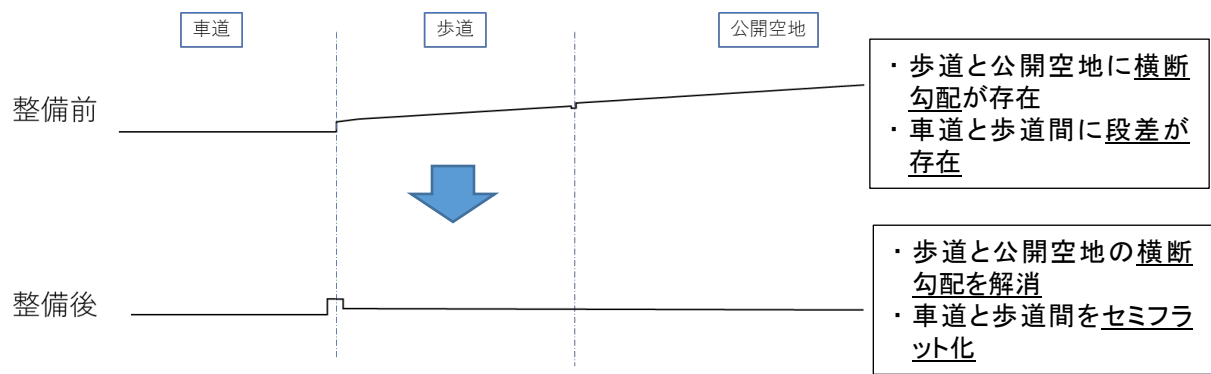 車道
歩道
公開空地
整備前
・歩道と公開空地に横断
勾配が存在
・車道と歩道間に段差が
存在
整備後
・歩道と公開空地の横断
勾配を解消
・車道と歩道間をセミフラ
ット化